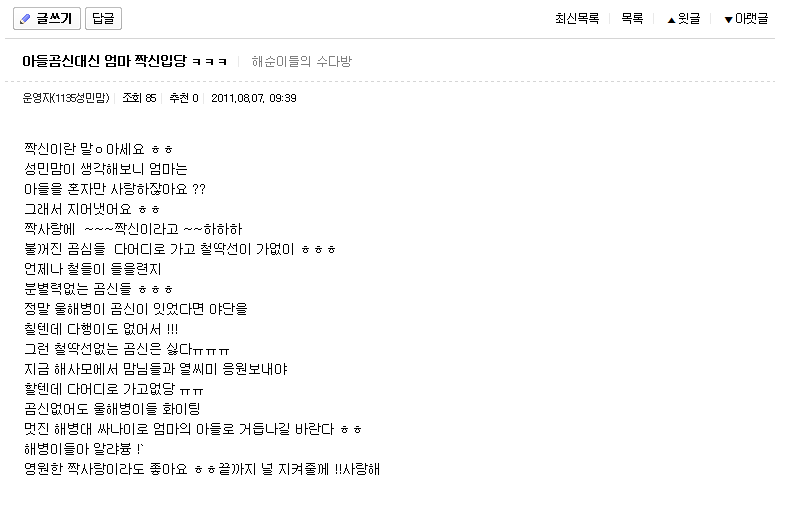 글쓰기 답글 최신목록 목록 ▲윗글 ▼아랫글
아들곰신대신 엄마 짝신입당 ㅋㅋㅋ 해순이들의 수다방
운영자(1135성민맘) 조회 85 추천 0 2011.08.07. 09:39
짝신이란 말ㅇ아세요 ㅎㅎ
성민맘이 생각해보니 엄마는
아들을 혼자만 사랑하잖아요 ??
그래서 지어냇어요 ㅎㅎ
짝사랑에 ~~~짝신이라고 ~~하하하
불꺼진 곰심들 다어디로 가고 철딱선이 가없이 ㅎㅎㅎ
언제나 철들이 들을련지
분별력없는 곰신들 ㅎㅎㅎ
정말 울해병이 곰신이 잇었다면 야단을
칠텐데 다행이도 없어서 !!!
그런 철딱선없는 곰신은 싫다ㅠㅠㅠ
지금 해사모에서 맘님들과 열씨미 응원보내야
할텐데 다어디로 가고없당 ㅠㅠ
곰신없어도 울해병이들 화이팅
멋진 해병대 싸나이로 엄마의 아들로 거듭나길 바란다 ㅎㅎ
해병이들아 알랴븅 !`
영원한 짝사랑이라도 좋아요 ㅎㅎ끝까지 널 지켜줄께 !!사랑해